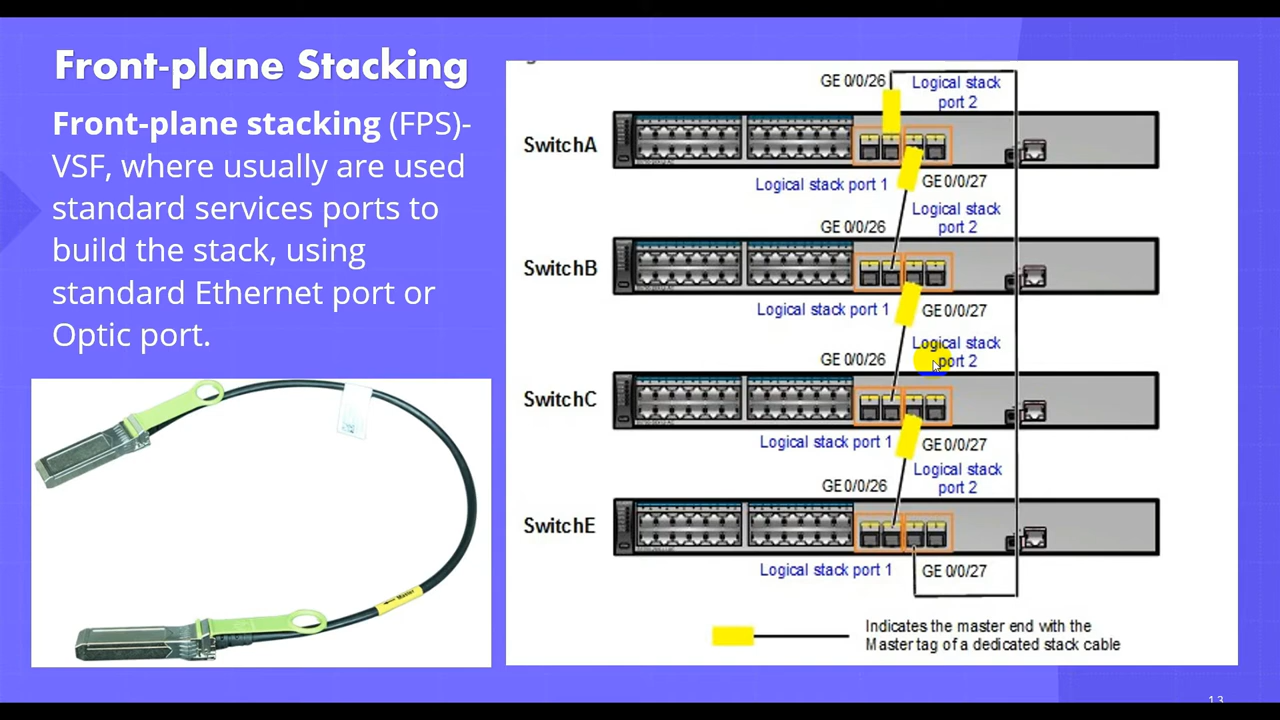 Front-plane Stacking
Front-plane stacking (FPS)-
VSF, where usually are used
standard services ports to
build the stack, using
standard Ethernet port or
Optic port.
Master
GE 0/0/26
Logical stack
port 2
SwitchA
Logical stack port 1
GE 0/0/27
Logical stack
port 2
GE 0/0/26
SwitchB
Logical stack port 1
GE 0/0/27
Logical stack
port 2
GE 0/0/26
SwitchC
Logical stack port 1
GE 0/0/27
Logical stack
port 2
GE 0/0/26
SwitchE
Logical stack port 1
GE 0/0/27
Indicates the master end with the
Master tag of a dedicated stack cable
13